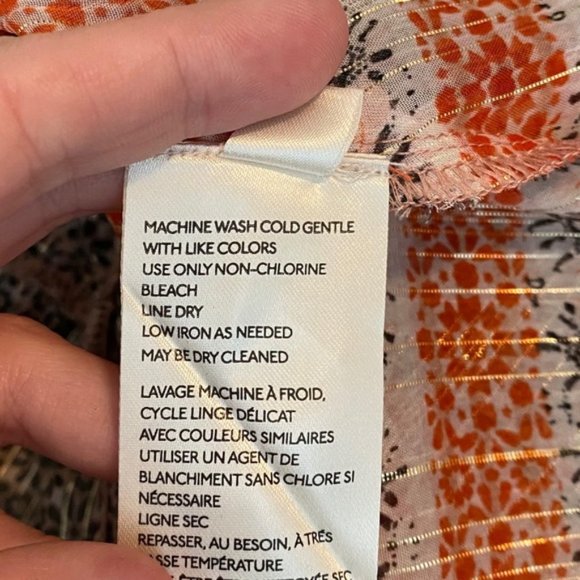 MACHINE WASH COLD GENTLE
WITH LIKE COLORS
USE ONLY NON-CHLORINE
BLEACH
LINE DRY
LOW IRON AS NEEDED
MAY BE DRY CLEANED
LAVAGE MACHINE À FROID,
CYCLE LINGE DÉLICAT
AVEC COULEURS SIMILAIRES
UTILISER UN AGENT DE
BLANCHIMENT SANS CHLORE SI
NÉCESSAIRE
LIGNE SEC
REPASSER, AU BESOIN, À TRÈS
TEMPÉRATURE